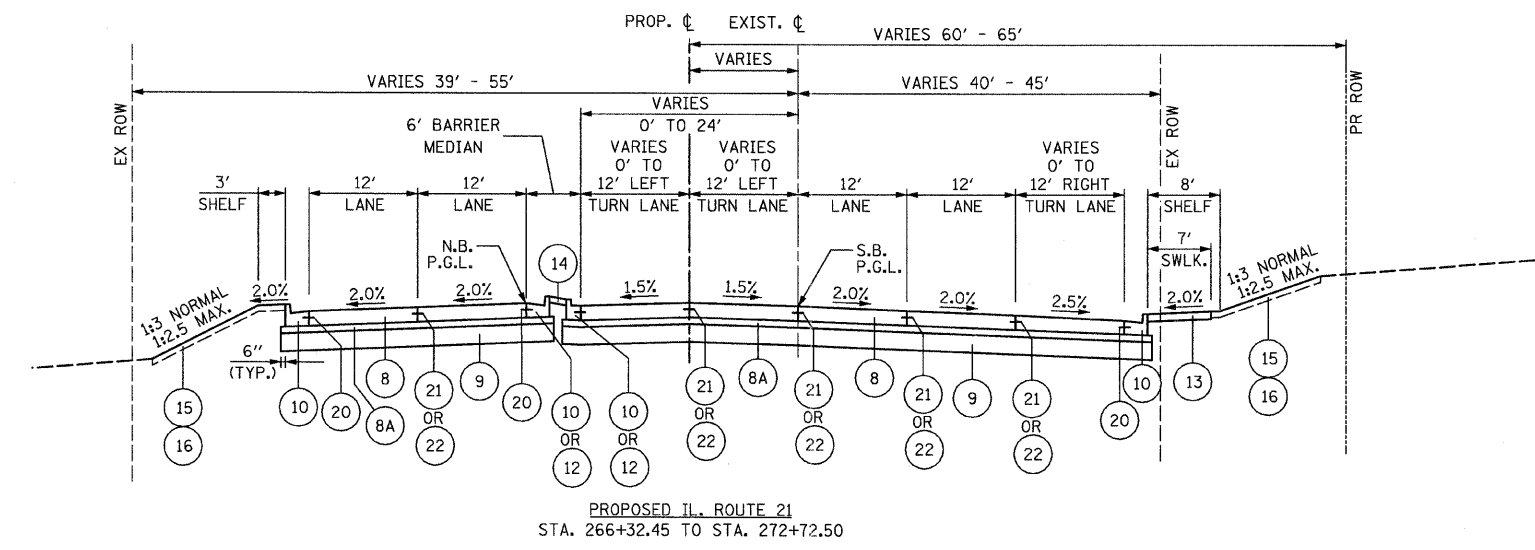 PROP. ℄ EXIST. ℄
VARIES 60' - 65'
VARIES
VARIES 39' - 55'
VARIES 40' - 45'
VARIES
0' TO 24'
6' BARRIER
MEDIAN
EX ROW
EX ROW
PR ROW
3'
SHELF
12'
LANE
12'
LANE
VARIES
0' TO
12' LEFT
TURN LANE
VARIES
0' TO
12' LEFT
TURN LANE
12'
LANE
12'
LANE
VARIES
0' TO
12' RIGHT
TURN LANE
8'
SHELF
7'
SWLK.
N.B.
P.G.L.
14
S.B.
P.G.L.
1:3 NORMAL
1:2.5 MAX.
2.0%
2.0%
2.0%
1.5%
1.5%
2.0%
2.0%
2.5%
2.0%
1:3 NORMAL
1:2.5 MAX.
6"
(TYP.)
15
16
10
20
8A
8
21
OR
22
9
20
10
OR
12
10
OR
12
21
OR
22
8A
21
OR
22
8
21
OR
22
9
21
OR
22
20
10
13
15
16
PROPOSED IL. ROUTE 21
STA. 266+32.45 TO STA. 272+72.50